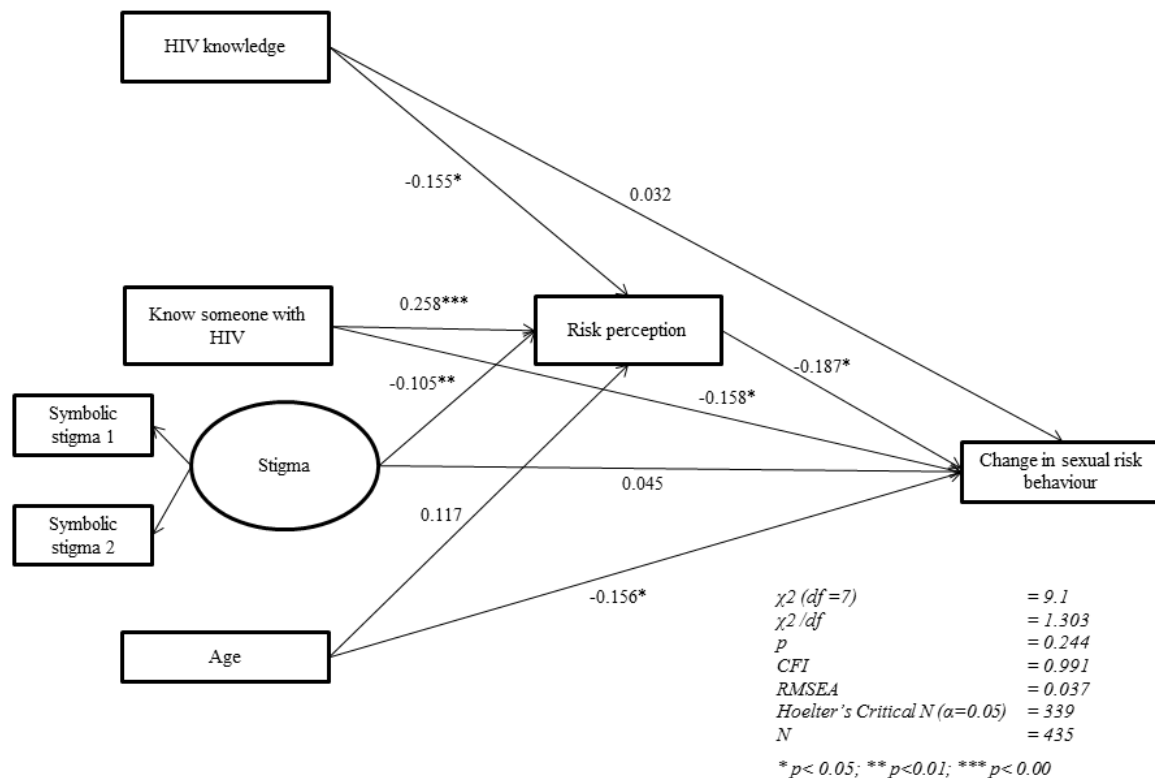 HIV knowledge
-0.155*
0.032
Know someone with
HIV
0.258***
Risk perception
-0.187*
-0.105**
-0.158*
Symbolic
stigma 1
Stigma
Change in sexual risk
behaviour
0.045
Symbolic
stigma 2
0.117
-0.156*
Age
χ2 (df =7) = 9.1
χ2 /df = 1.303
p = 0.244
CFI = 0.991
RMSEA = 0.037
Hoelter's Critical N (α=0.05) = 339
N = 435
* p< 0.05; ** p<0.01; *** p< 0.00